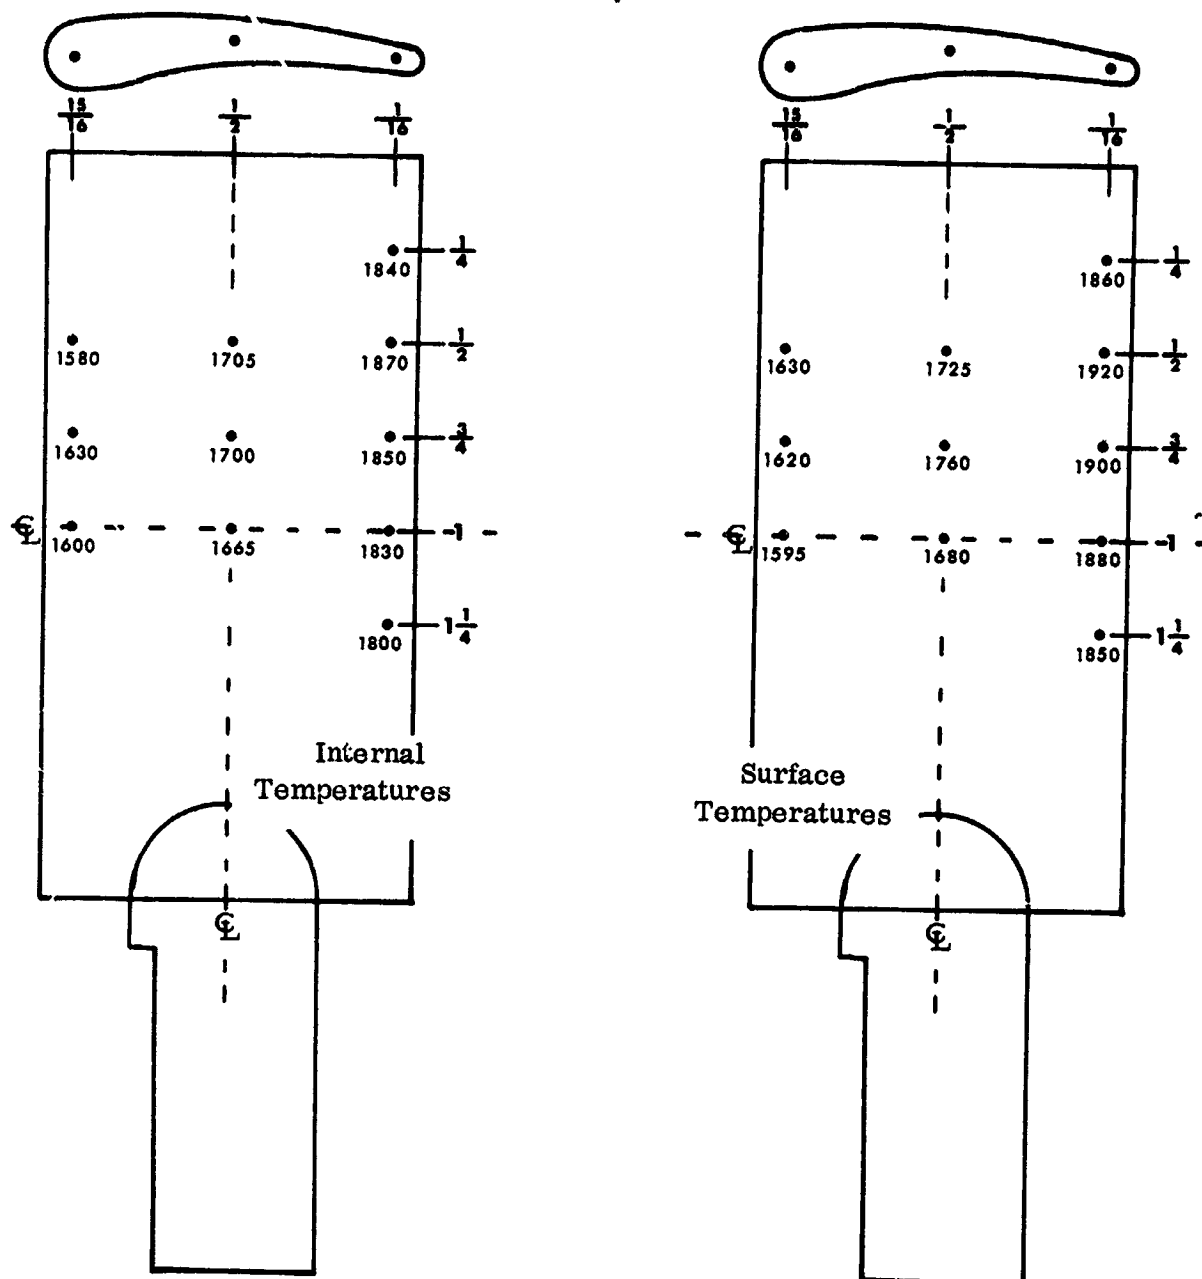 15/16 1/2 1/16
1840 1/4
1580 1705 1870 1/2
1630 1700 1850 3/4
℄ 1600 1665 1830 1
1800 1 1/4
Internal
Temperatures
℄
15/16 1/2 1/16
1860 1/4
1630 1725 1920 1/2
1620 1760 1900 3/4
℄ 1595 1680 1880 1
1850 1 1/4
Surface
Temperatures
℄